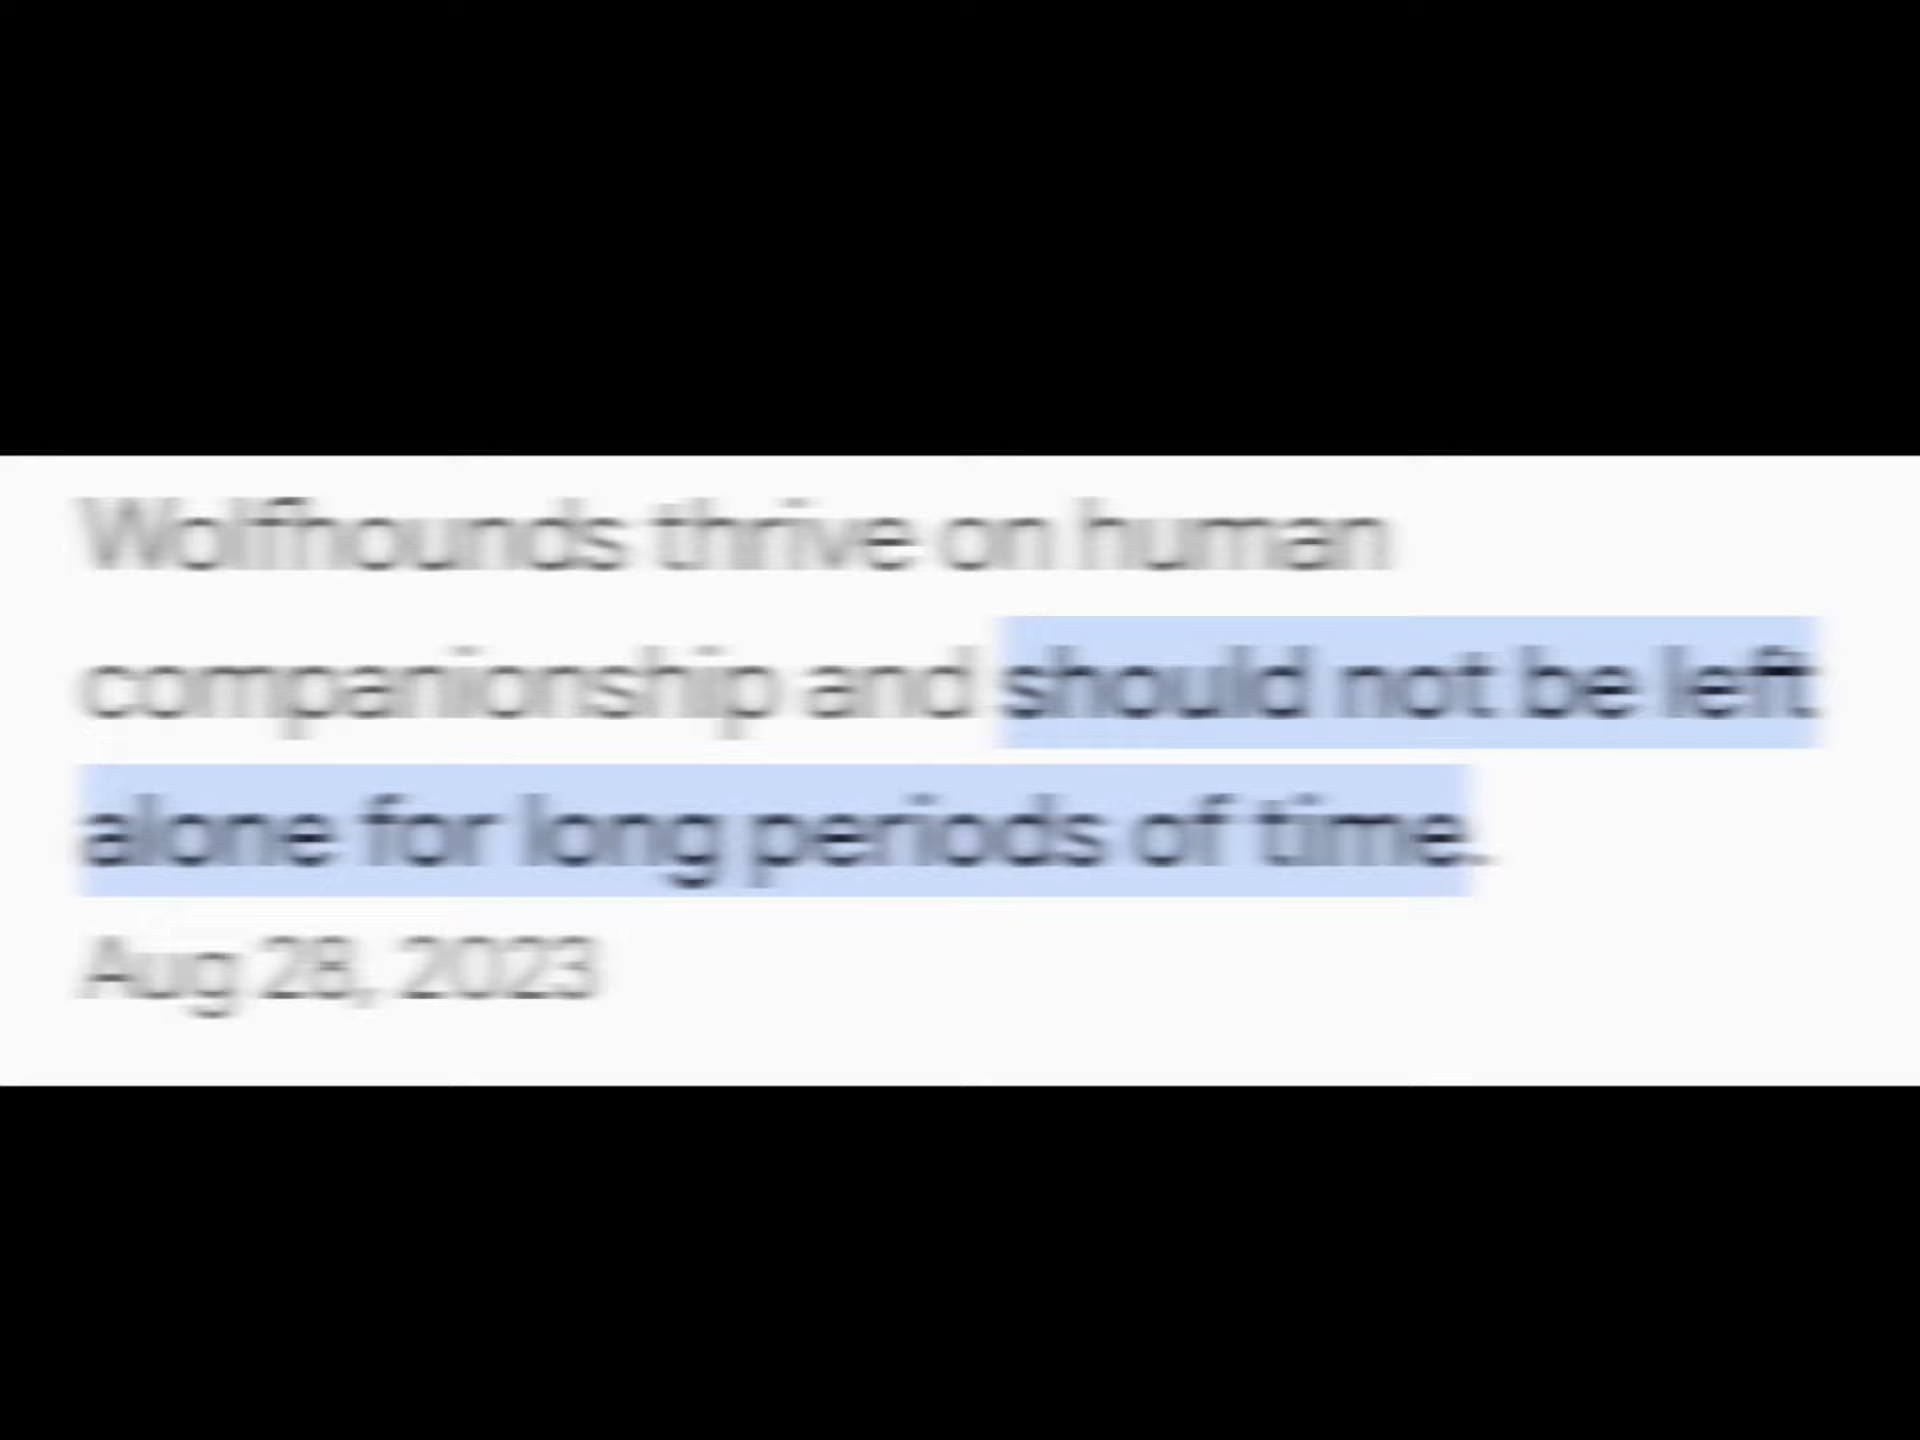 Wolfhounds thrive on human
companionship and should not be left
alone for long periods of time.
Aug 28, 2023